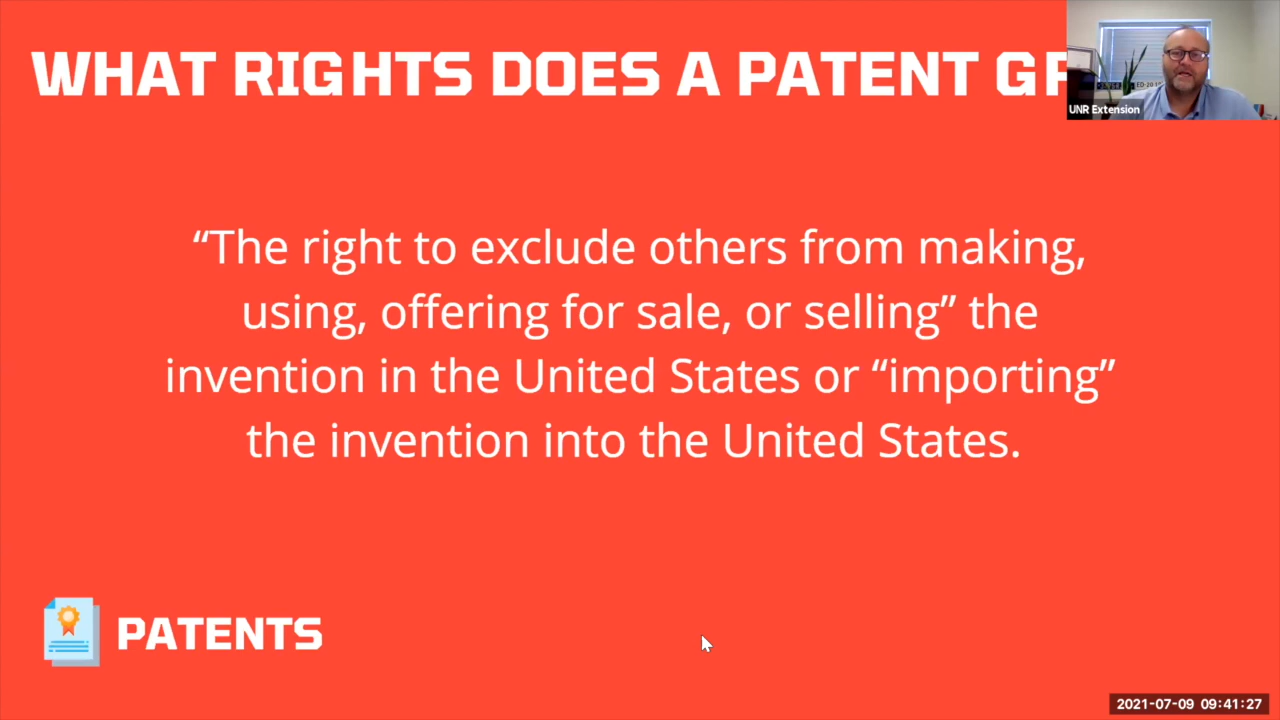 WHAT RIGHTS DOES A PATENT
UNR Extension
“The right to exclude others from making,
using, offering for sale, or selling” the
invention in the United States or “importing”
the invention into the United States.
PATENTS
2021-07-09 09:41:27